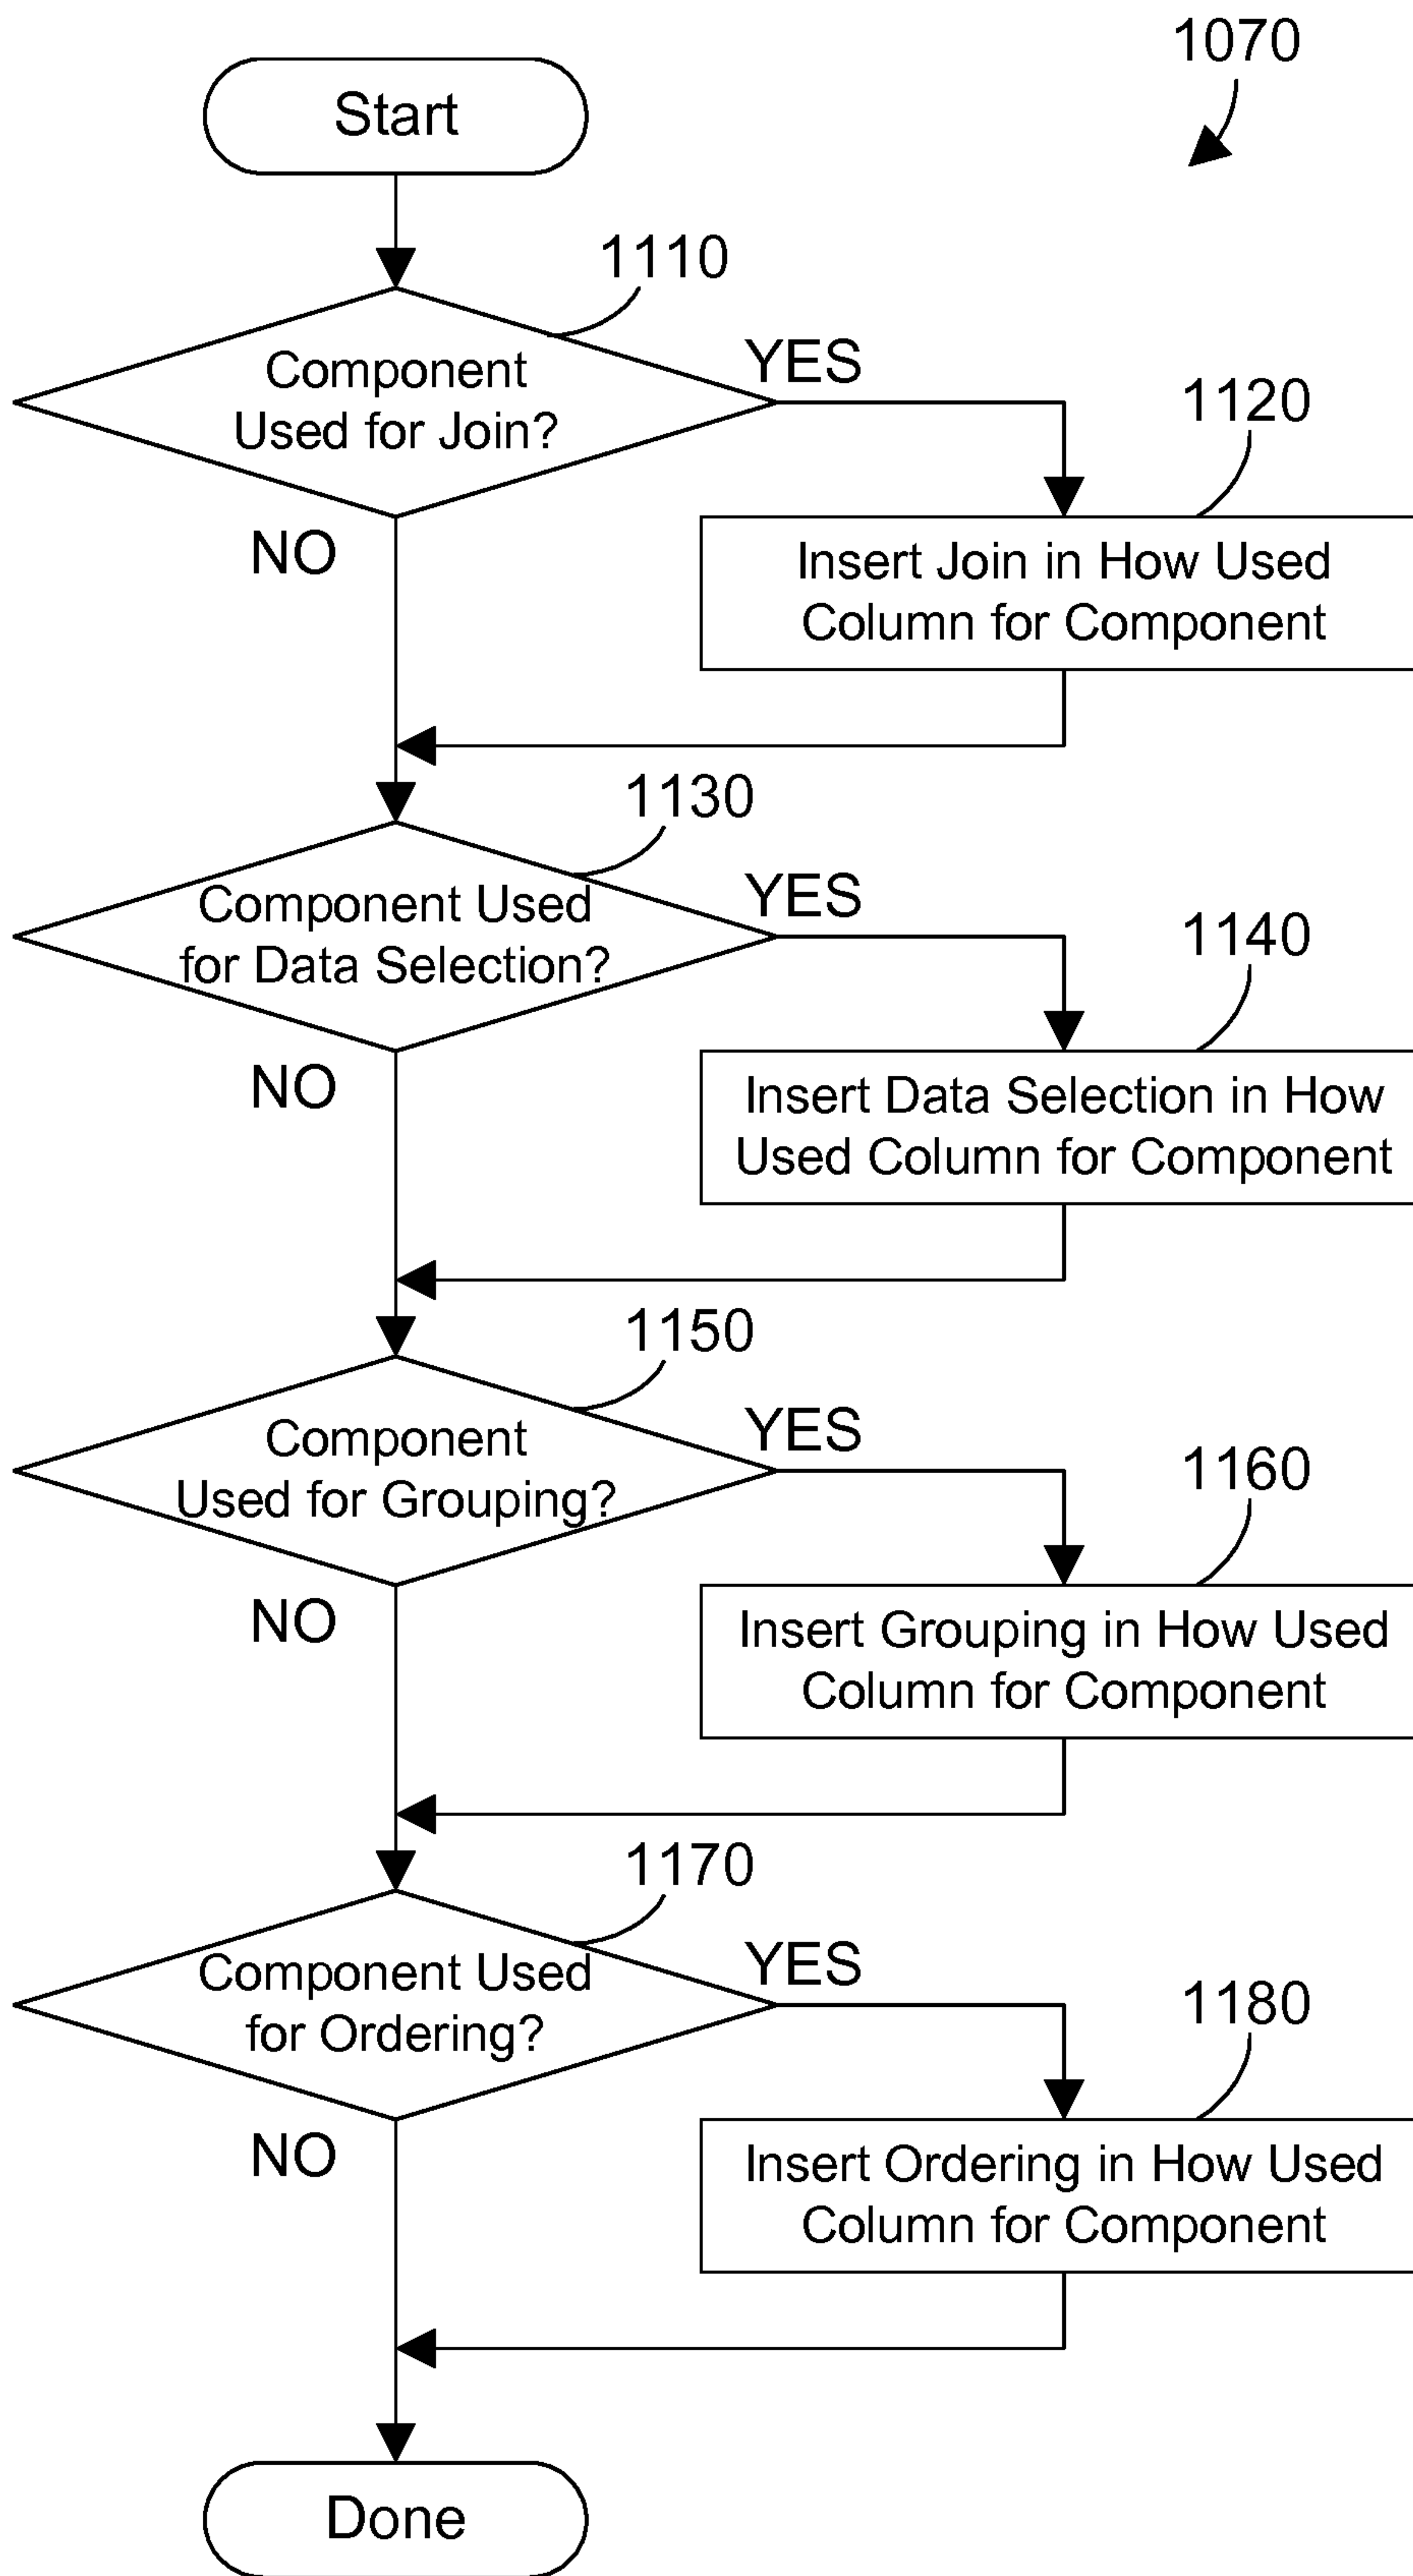 1070
Start
1110
Component
Used for Join?
YES
NO
1120
Insert Join in How Used
Column for Component
1130
Component Used
for Data Selection?
YES
NO
1140
Insert Data Selection in How
Used Column for Component
1150
Component
Used for Grouping?
YES
NO
1160
Insert Grouping in How Used
Column for Component
1170
Component Used
for Ordering?
YES
NO
1180
Insert Ordering in How Used
Column for Component
Done